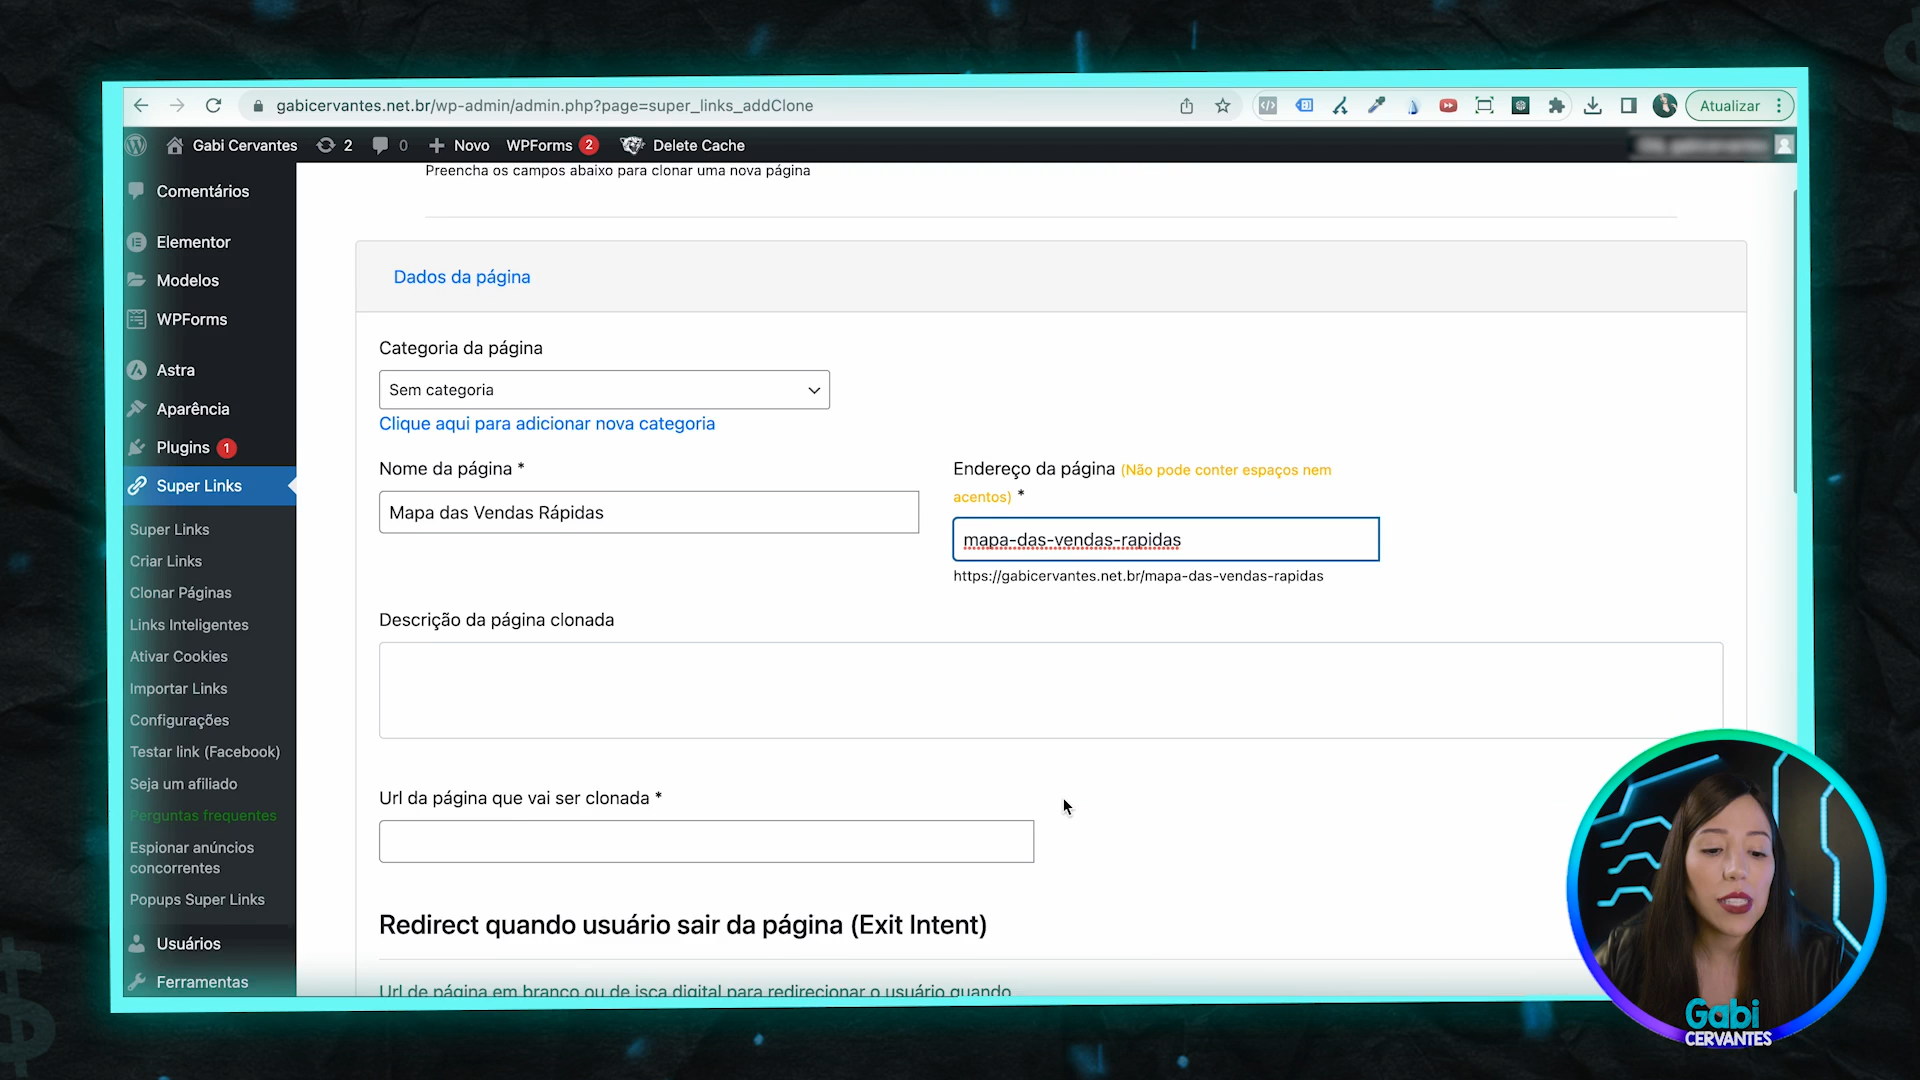 gabicervantes.net.br/wp-admin/admin.php?page=super_links_addClone
Atualizar
Gabi Cervantes
2
0
Novo
WPForms 2
Delete Cache
Preencha os campos abaixo para clonar uma nova página
Comentários
Elementor
Modelos
WPForms
Astra
Aparência
Plugins 1
Super Links
Super Links
Criar Links
Clonar Páginas
Links Inteligentes
Ativar Cookies
Importar Links
Configurações
Testar link (Facebook)
Seja um afiliado
Perguntas frequentes
Espionar anúncios
concorrentes
Popups Super Links
Usuários
Ferramentas
Dados da página
Categoria da página
Sem categoria
Clique aqui para adicionar nova categoria
Nome da página *
Mapa das Vendas Rápidas
Endereço da página (Não pode conter espaços nem
acentos) *
mapa-das-vendas-rapidas
https://gabicervantes.net.br/mapa-das-vendas-rapidas
Descrição da página clonada
Url da página que vai ser clonada *
Redirect quando usuário sair da página (Exit Intent)
Url de página em branco ou de isca digital para redirecionar o usuário quando
Gabi
CERVANTES